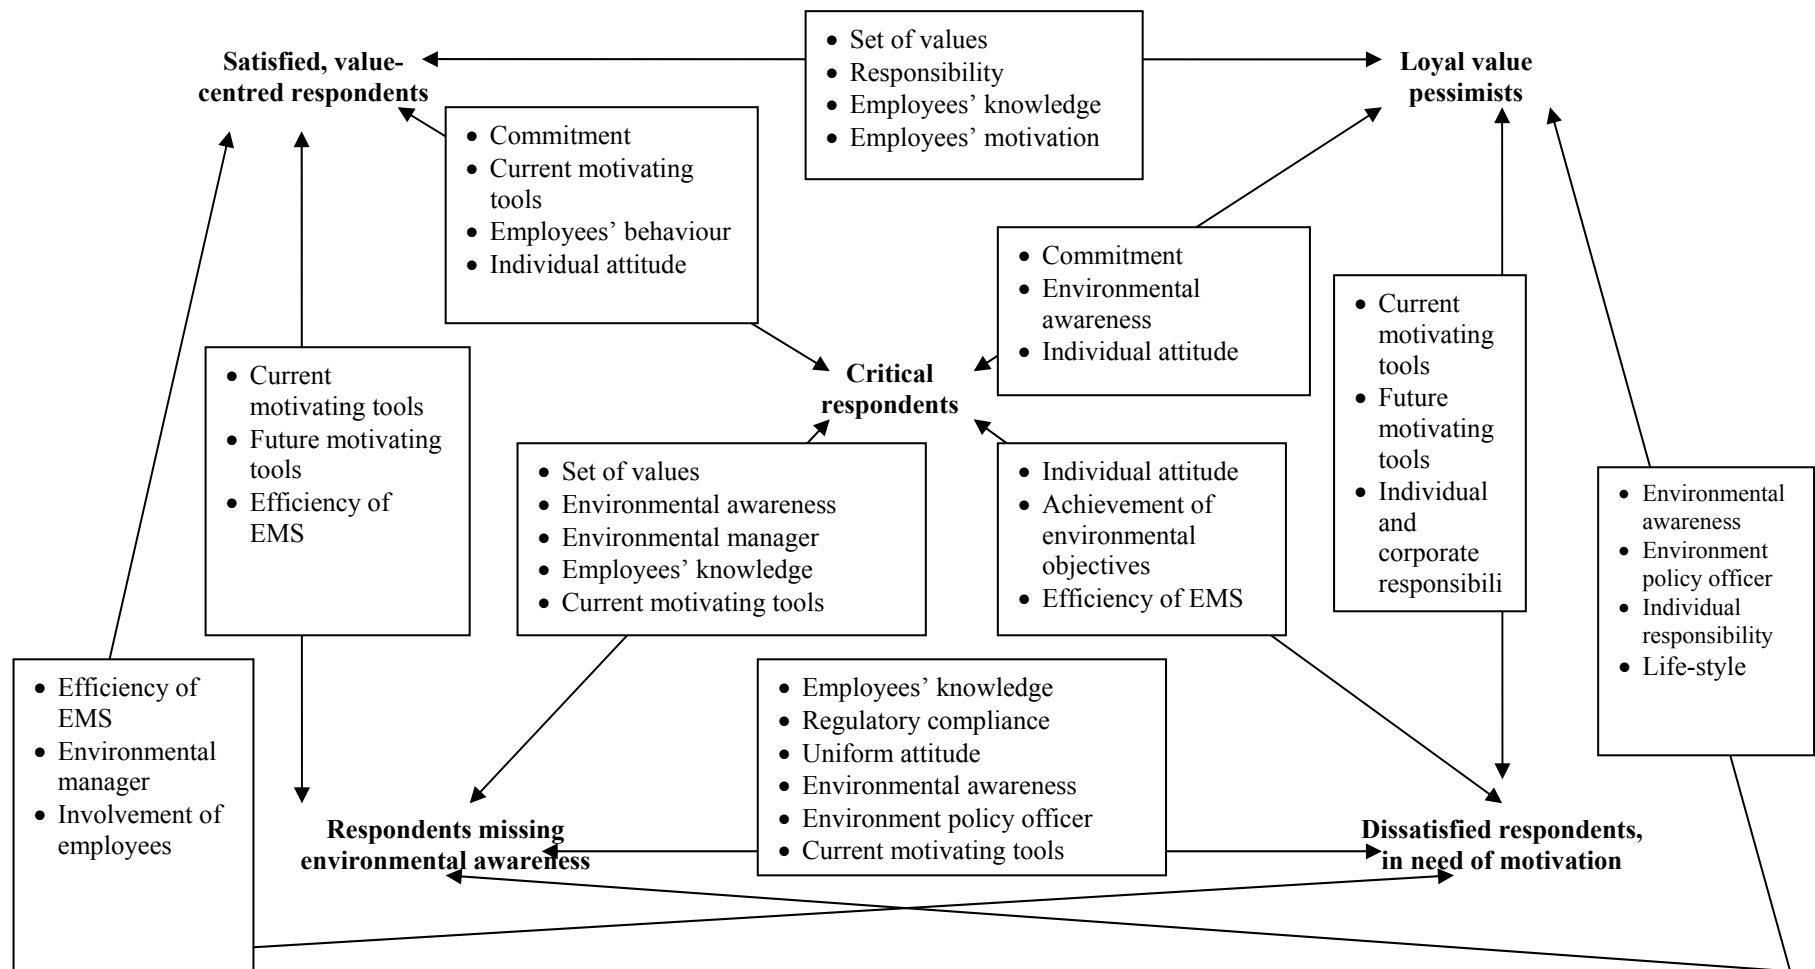 Satisfied, value-
centred respondents
• Set of values
• Responsibility
• Employees’ knowledge
• Employees’ motivation
Loyal value
pessimists
• Commitment
• Current motivating
tools
• Employees’ behaviour
• Individual attitude
• Commitment
• Environmental
awareness
• Individual attitude
• Current
motivating
tools
• Future
motivating
tools
• Individual
and
corporate
responsibili
Critical
respondents
• Current
motivating tools
• Future motivating
tools
• Efficiency of
EMS
• Set of values
• Environmental awareness
• Environmental manager
• Employees’ knowledge
• Current motivating tools
• Individual attitude
• Achievement of
environmental
objectives
• Efficiency of EMS
• Environmental
awareness
• Environment
policy officer
• Individual
responsibility
• Life-style
• Efficiency of
EMS
• Environmental
manager
• Involvement of
employees
• Employees’ knowledge
• Regulatory compliance
• Uniform attitude
• Environmental awareness
• Environment policy officer
• Current motivating tools
Respondents missing
environmental awareness
Dissatisfied respondents,
in need of motivation